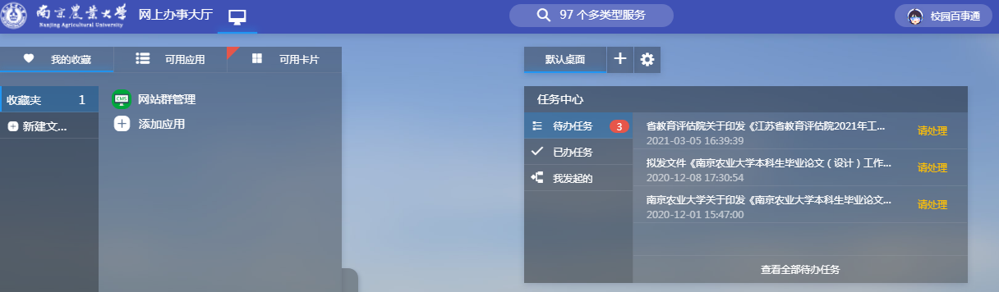 南京农业大学 网上办事大厅 97 个多类型服务 校园百事通
Nanjing Agricultural University
我的收藏 可用应用 可用卡片
收藏夹 1
新建文...
CMS 网站群管理
添加应用
默认桌面
任务中心
待办任务 3
已办任务
我发起的
省教育评估院关于印发《江苏省教育评估院2021年工...
2021-03-05 16:39:39
请处理
拟发文件《南京农业大学本科生毕业论文（设计）工作...
2020-12-08 17:30:54
请处理
南京农业大学关于印发《南京农业大学本科生毕业论文...
2020-12-01 15:47:00
请处理
查看全部待办任务